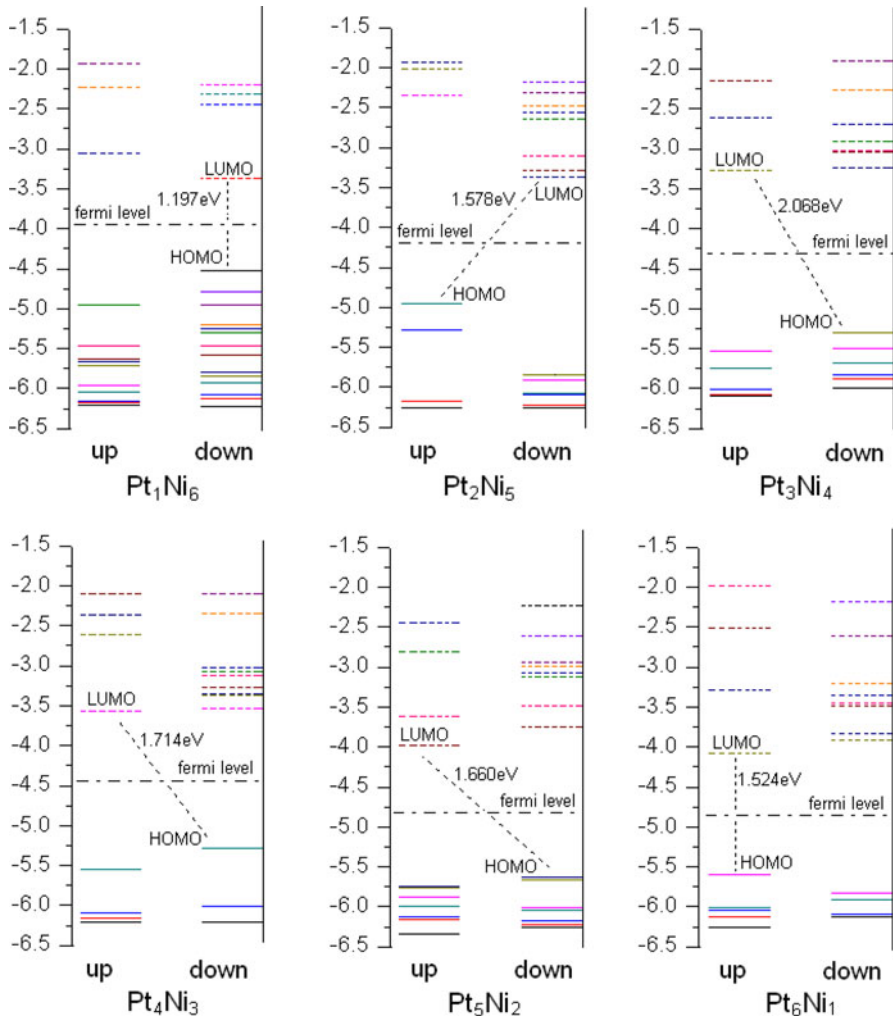 -1.5
-2.0
-2.5
-3.0
-3.5
-4.0
-4.5
-5.0
-5.5
-6.0
-6.5
LUMO
1.197eV
fermi level
HOMO
up down
Pt₁Ni₆
-1.5
-2.0
-2.5
-3.0
-3.5
-4.0
-4.5
-5.0
-5.5
-6.0
-6.5
1.578eV
LUMO
fermi level
HOMO
up down
Pt₂Ni₅
-1.5
-2.0
-2.5
-3.0
-3.5
-4.0
-4.5
-5.0
-5.5
-6.0
-6.5
LUMO
2.068eV
fermi level
HOMO
up down
Pt₃Ni₄
-1.5
-2.0
-2.5
-3.0
-3.5
-4.0
-4.5
-5.0
-5.5
-6.0
-6.5
LUMO
1.714eV
fermi level
HOMO
up down
Pt₄Ni₃
-1.5
-2.0
-2.5
-3.0
-3.5
-4.0
-4.5
-5.0
-5.5
-6.0
-6.5
LUMO
1.660eV
fermi level
HOMO
up down
Pt₅Ni₂
-1.5
-2.0
-2.5
-3.0
-3.5
-4.0
-4.5
-5.0
-5.5
-6.0
-6.5
LUMO
1.524eV
fermi level
HOMO
up down
Pt₆Ni₁